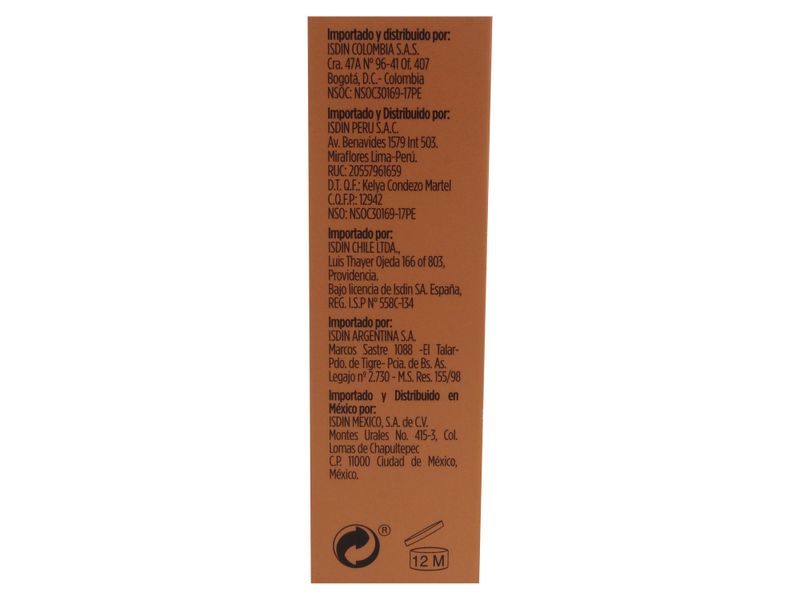 Importado y distribuido por:
ISDIN COLOMBIA S.A.S.
Cra. 47A Nº 96-41 Of. 407
Bogotá, D.C.- Colombia
NSOC: NSOC30169-17PE
Importado y Distribuido por:
ISDIN PERU S.A.C.
Av. Benavides 1579 Int 503.
Miraflores Lima-Perú.
RUC: 20557961659
D.T. Q.F.: Kelya Condezo Martel
C.Q.F.P.: 12942
NSO: NSOC30169-17PE
Importado por:
ISDIN CHILE LTDA.,
Luis Thayer Ojeda 166 of 803,
Providencia.
Bajo licencia de Isdin SA. España,
REG. I.S.P Nº 558C-134
Importado por:
ISDIN ARGENTINA S.A.
Marcos Sastre 1088 -El Talar-
Pdo. de Tigre- Pcia. de Bs. As.
Legajo nº 2.730 - M.S. Res. 155/98
Importado y Distribuido en
México por:
ISDIN MEXICO, S.A. de C.V.
Montes Urales No. 415-3, Col.
Lomas de Chapultepec
C.P. 11000 Ciudad de México,
México.
®
12 M